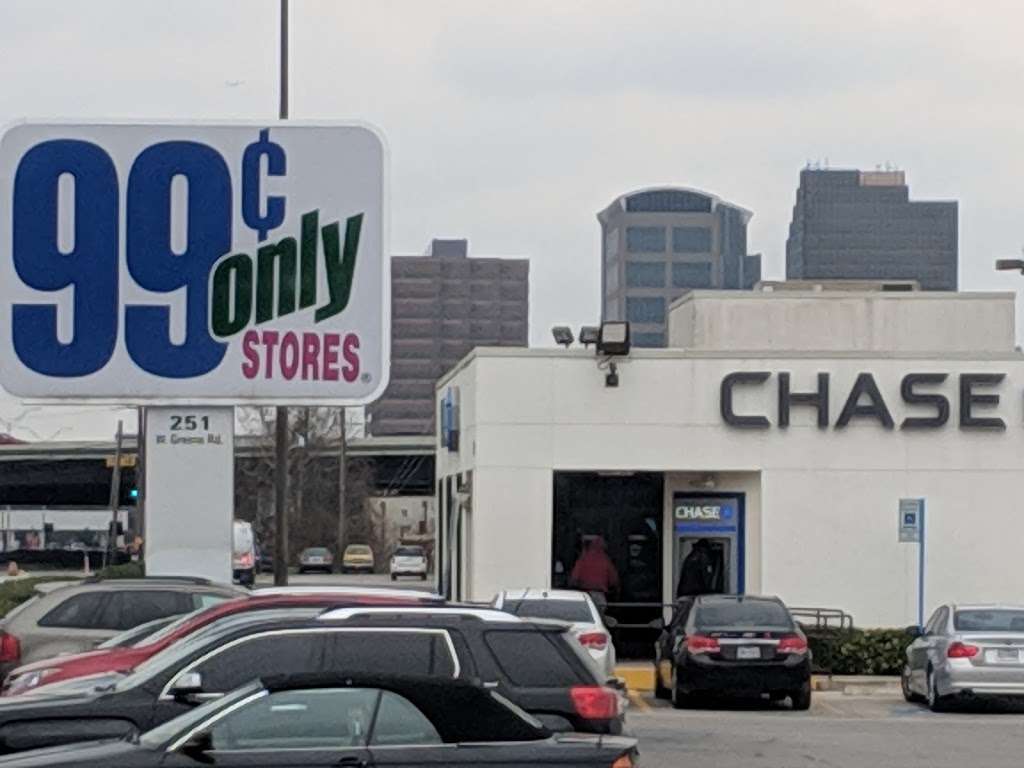 99¢
only
STORES®
251
W. Greens Rd.
CHASE
CHASE